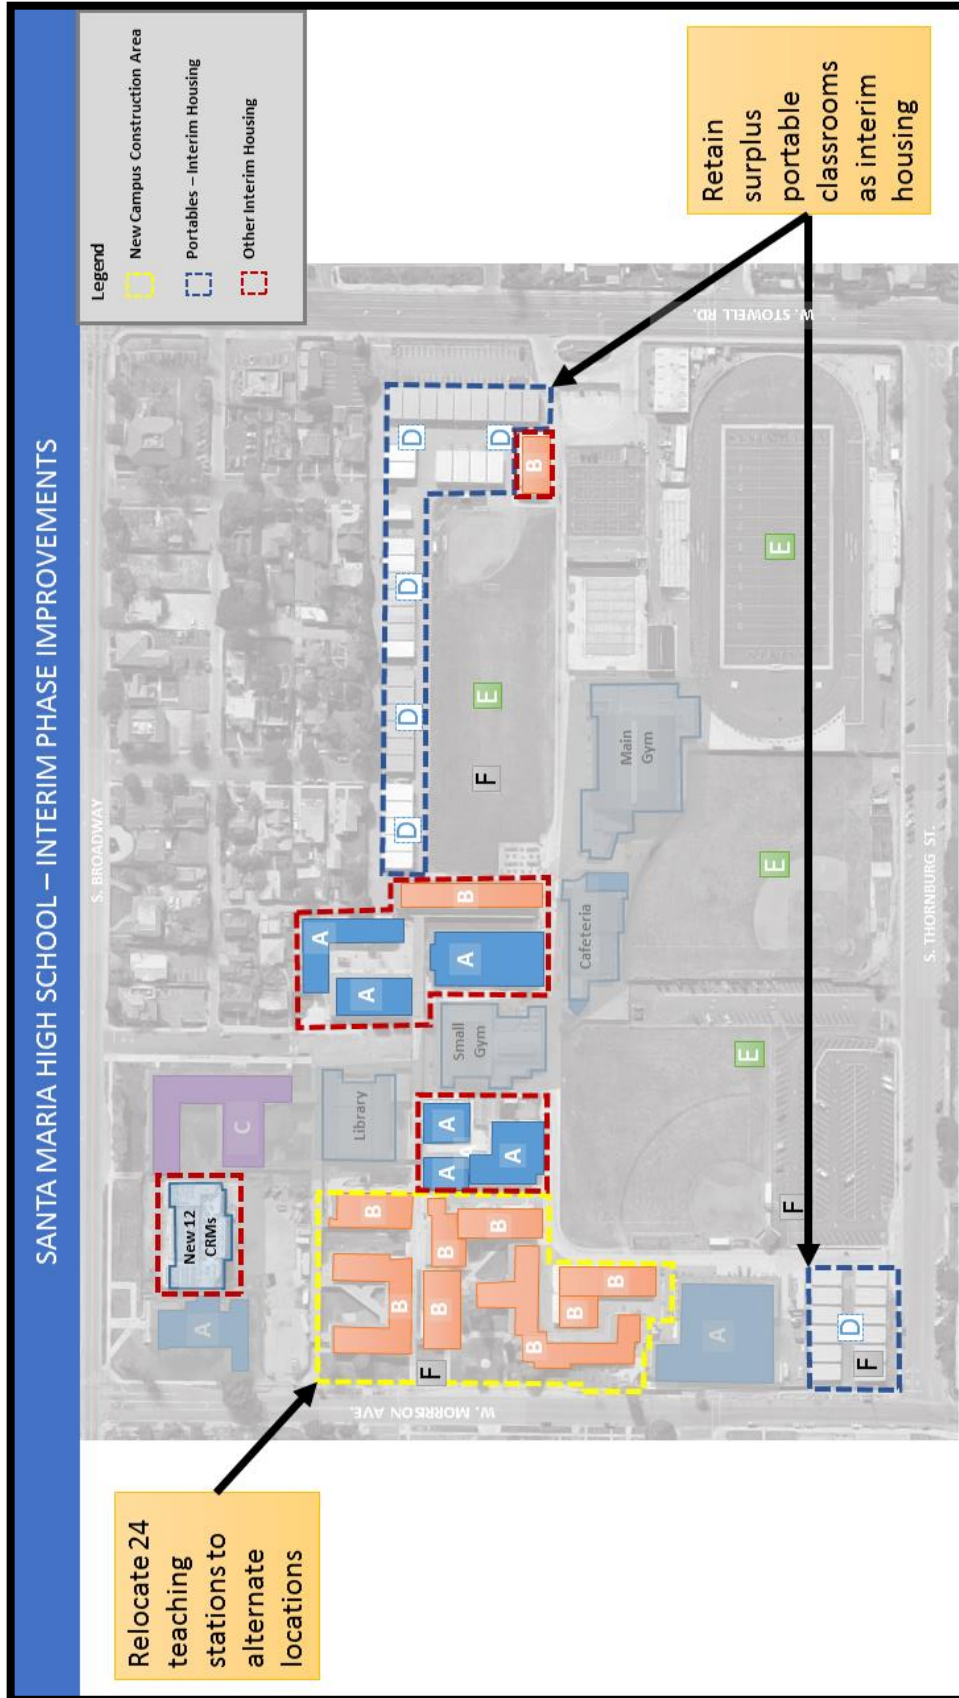 SANTA MARIA HIGH SCHOOL – INTERIM PHASE IMPROVEMENTS
Legend
New Campus Construction Area
Portables – Interim Housing
Other Interim Housing
S. BROADWAY
Relocate 24
teaching
stations to
alternate
locations
A
New 12
CRMs
C
Library
A
A
A
B
D
D
D
D
D
B
B
B
B
B
B
B
B
B
F
A
A
A
A
Small
Gym
Cafeteria
Main
Gym
F
E
E
E
E
A
D
F
F
W. MORRISON AVE.
W. STOWELL RD.
S. THORNBURG ST.
Retain
surplus
portable
classrooms
as interim
housing